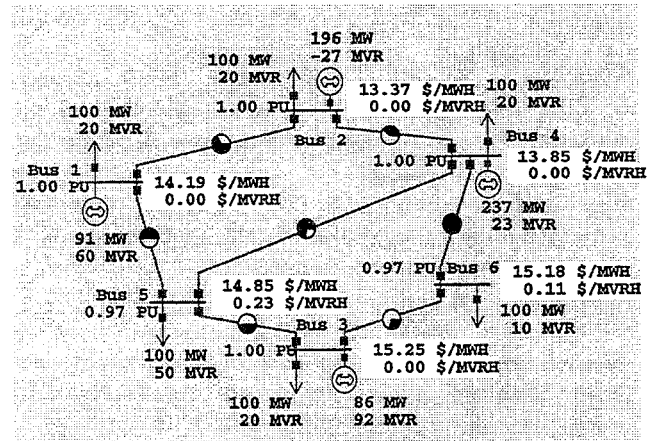 196 MW
-27 MVR
100 MW
20 MVR
13.37 $/MWH
0.00 $/MVRH
100 MW
20 MVR
1.00 PU
Bus 2
100 MW
20 MVR
Bus 4
1.00 PU
13.85 $/MWH
0.00 $/MVRH
Bus 1
1.00 PU
14.19 $/MWH
0.00 $/MVRH
237 MW
23 MVR
91 MW
60 MVR
0.97 PU
Bus 6
15.18 $/MWH
0.11 $/MVRH
Bus 5
0.97 PU
14.85 $/MWH
0.23 $/MVRH
100 MW
10 MVR
Bus 3
1.00 PU
15.25 $/MWH
0.00 $/MVRH
100 MW
50 MVR
100 MW
20 MVR
86 MW
92 MVR